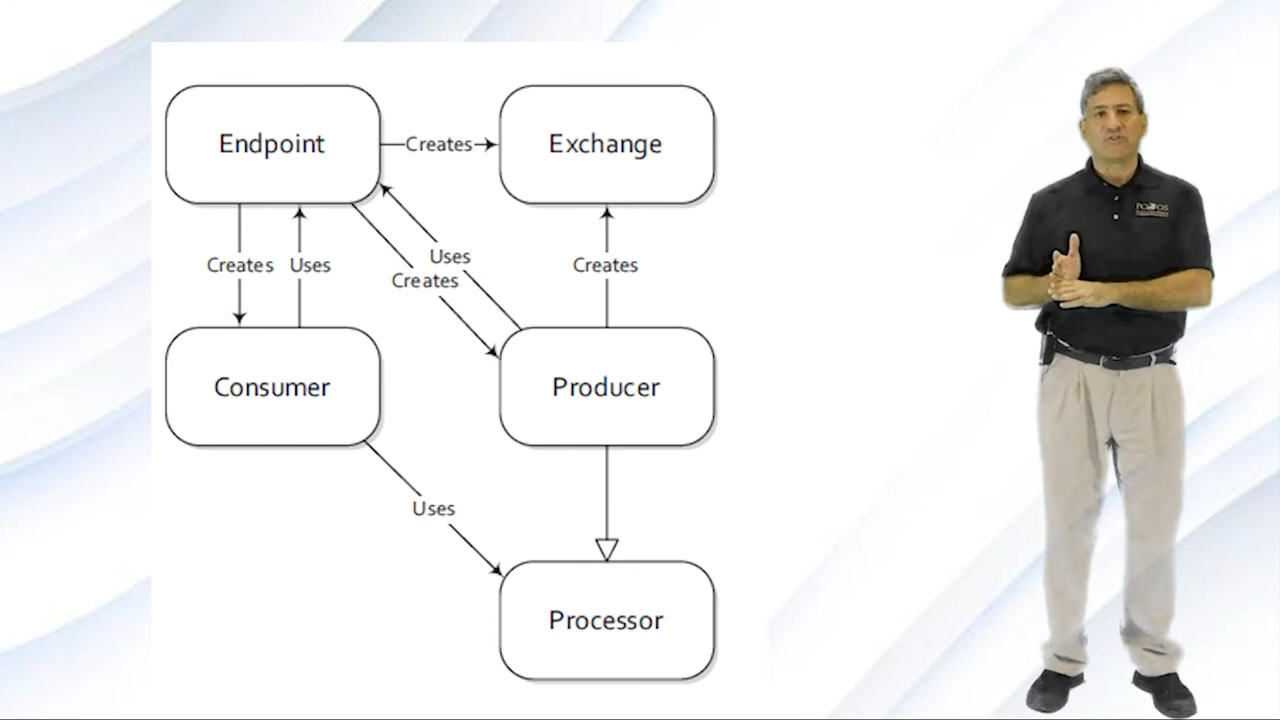 Endpoint
Creates
Exchange
Creates
Uses
Uses
Creates
Creates
Consumer
Producer
Uses
Processor